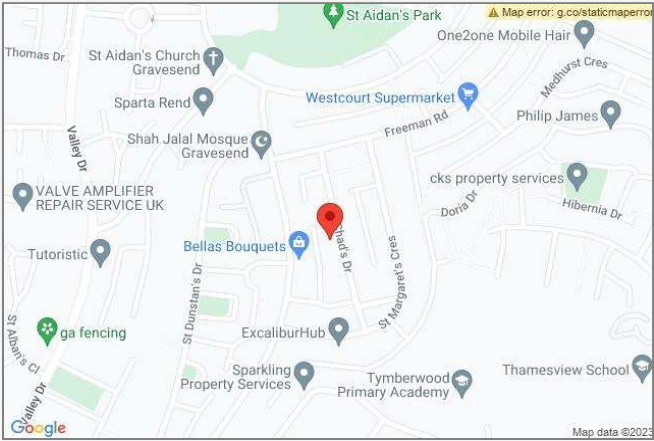 St Aidan's Park
Map error: g.co/staticmaperror
One2one Mobile Hair
Thomas Dr
St Aidan's Church
Gravesend
Medhurst Cres
Sparta Rend
Westcourt Supermarket
Philip James
Freeman Rd
Valley Dr
Shah Jalal Mosque
Gravesend
cks property services
VALVE AMPLIFIER
REPAIR SERVICE UK
Doria Dr
Hibernia Dr
Chad's Dr
Bellas Bouquets
Tutoristic
St Dunstan's Dr
St Margaret's Cres
St Alban's Cl
ga fencing
ExcaliburHub
Sparkling
Property Services
Tymberwood
Primary Academy
Thamesview School
Valley Dr
Google
Map data ©2023